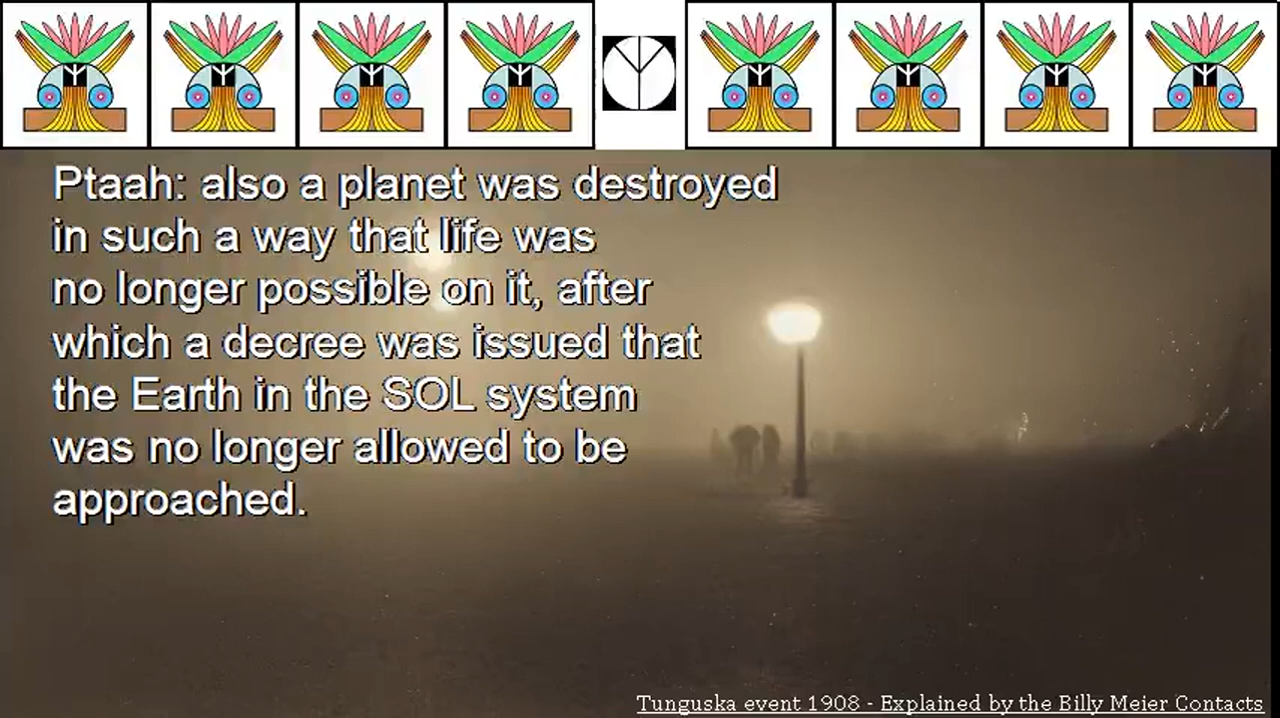 Ptaah: also a planet was destroyed
in such a way that life was
no longer possible on it, after
which a decree was issued that
the Earth in the SOL system
was no longer allowed to be
approached.
Tunguska event 1908 - Explained by the Billy Meier Contacts